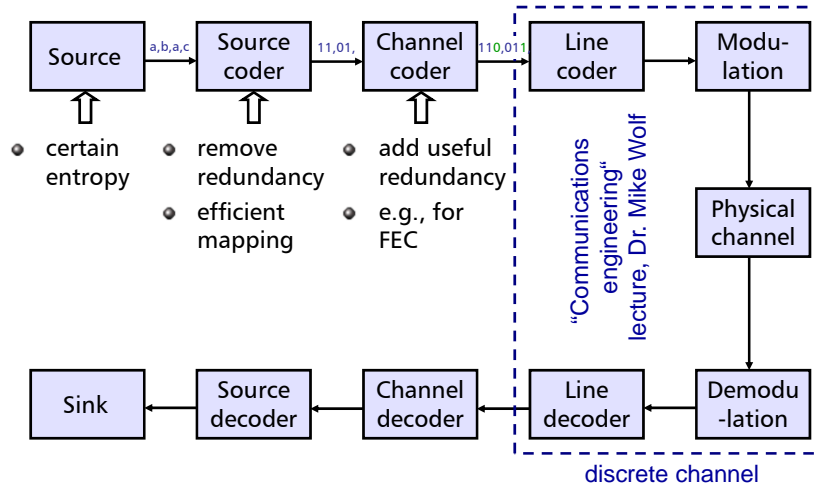 Source
a,b,a,c
Source
coder
11,01,
Channel
coder
110,011,
Line
coder
Modu-
lation
certain
entropy
remove
redundancy
efficient
mapping
add useful
redundancy
e.g., for
FEC
“Communications
engineering“
lecture, Dr. Mike Wolf
Physical
channel
Sink
Source
decoder
Channel
decoder
Line
decoder
Demodu
-lation
discrete channel